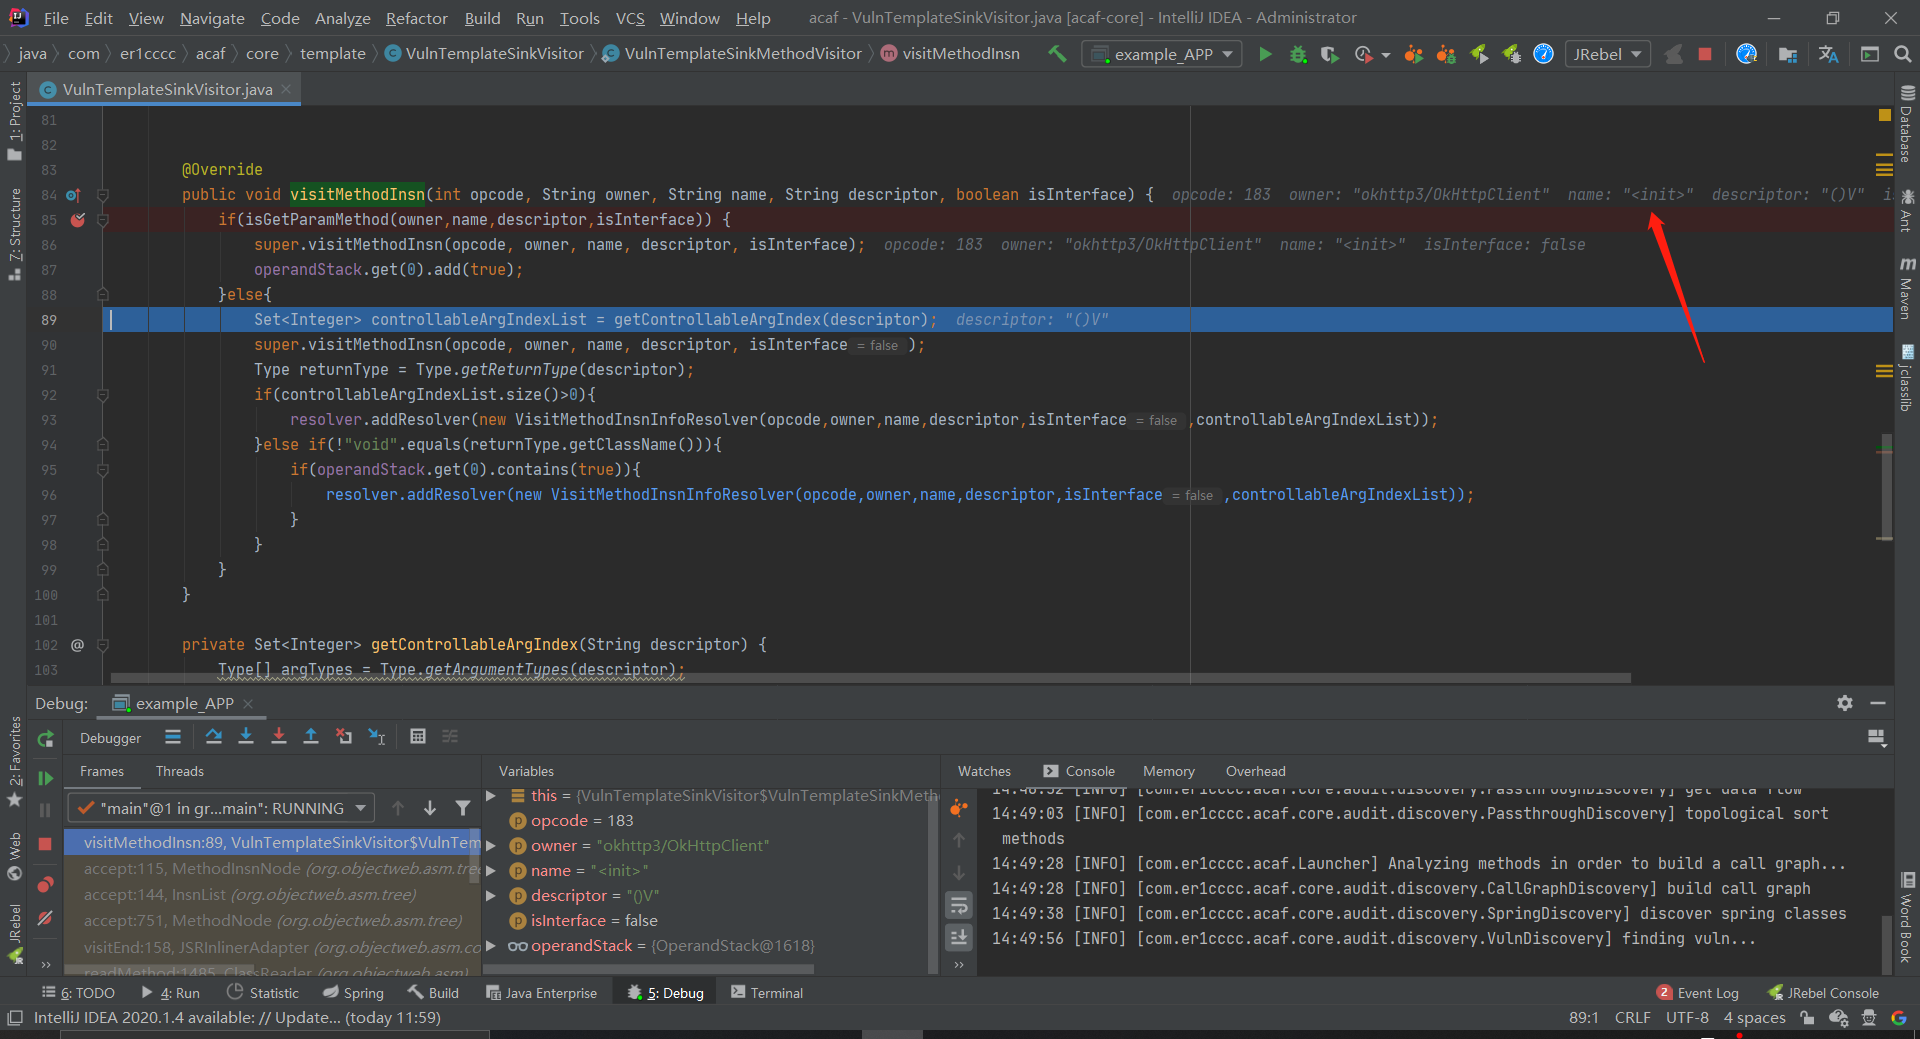 File Edit View Navigate Code Analyze Refactor Build Run Tools VCS Window Help acaf - VulnTemplateSinkVisitor.java [acaf-core] - IntelliJ IDEA - Administrator
java com er1cccc acaf core template VulnTemplateSinkVisitor VulnTemplateSinkMethodVisitor visitMethodInsn example_APP JRebel
VulnTemplateSinkVisitor.java
81
82
83 @Override
84 public void visitMethodInsn(int opcode, String owner, String name, String descriptor, boolean isInterface) { opcode: 183 owner: "okhttp3/OkHttpClient" name: "<init>" descriptor: "()V" i
85 if(isGetParamMethod(owner,name,descriptor,isInterface)) {
86 super.visitMethodInsn(opcode, owner, name, descriptor, isInterface); opcode: 183 owner: "okhttp3/OkHttpClient" name: "<init>" isInterface: false
87 operandStack.get(0).add(true);
88 }else{
89 Set<Integer> controllableArgIndexList = getControllableArgIndex(descriptor); descriptor: "()V"
90 super.visitMethodInsn(opcode, owner, name, descriptor, isInterface = false );
91 Type returnType = Type.getReturnType(descriptor);
92 if(controllableArgIndexList.size()>0){
93 resolver.addResolver(new VisitMethodInsnInfoResolver(opcode,owner,name,descriptor,isInterface = false ,controllableArgIndexList));
94 }else if(!"void".equals(returnType.getClassName())){
95 if(operandStack.get(0).contains(true)){
96 resolver.addResolver(new VisitMethodInsnInfoResolver(opcode,owner,name,descriptor,isInterface = false ,controllableArgIndexList));
97 }
98 }
99 }
100 }
101
102 @ private Set<Integer> getControllableArgIndex(String descriptor) {
103 Type[] argTypes = Type.getArgumentTypes(descriptor);
1: Project
7: Structure
2: Favorites
Web
JRebel
Database
Ant
Maven
jclasslib
Word Book
Debug: example_APP
Debugger
Frames Threads
"main"@1 in gr...main": RUNNING
visitMethodInsn:89, VulnTemplateSinkVisitor$VulnTem
accept:115, MethodInsnNode (org.objectweb.asm.tree
accept:144, InsnList (org.objectweb.asm.tree)
accept:751, MethodNode (org.objectweb.asm.tree)
visitEnd:158, JSRInlinerAdapter (org.objectweb.asm.co
readMethod:1485, ClassReader (org.objectweb.asm)
Variables
this = {VulnTemplateSinkVisitor$VulnTemplateSinkMeth
opcode = 183
owner = "okhttp3/OkHttpClient"
name = "<init>"
descriptor = "()V"
isInterface = false
operandStack = {OperandStack@1618}
Watches Console Memory Overhead
14:48:52 [INFO] [com.er1cccc.acaf.core.audit.discovery.PassthroughDiscovery] get data flow
14:49:03 [INFO] [com.er1cccc.acaf.core.audit.discovery.PassthroughDiscovery] topological sort
methods
14:49:28 [INFO] [com.er1cccc.acaf.Launcher] Analyzing methods in order to build a call graph...
14:49:28 [INFO] [com.er1cccc.acaf.core.audit.discovery.CallGraphDiscovery] build call graph
14:49:38 [INFO] [com.er1cccc.acaf.core.audit.discovery.SpringDiscovery] discover spring classes
14:49:56 [INFO] [com.er1cccc.acaf.core.audit.discovery.VulnDiscovery] finding vuln...
6: TODO 4: Run Statistic Spring Build Java Enterprise 5: Debug Terminal 2 Event Log JRebel Console
IntelliJ IDEA 2020.1.4 available: // Update... (today 11:59) 89:1 CRLF UTF-8 4 spaces